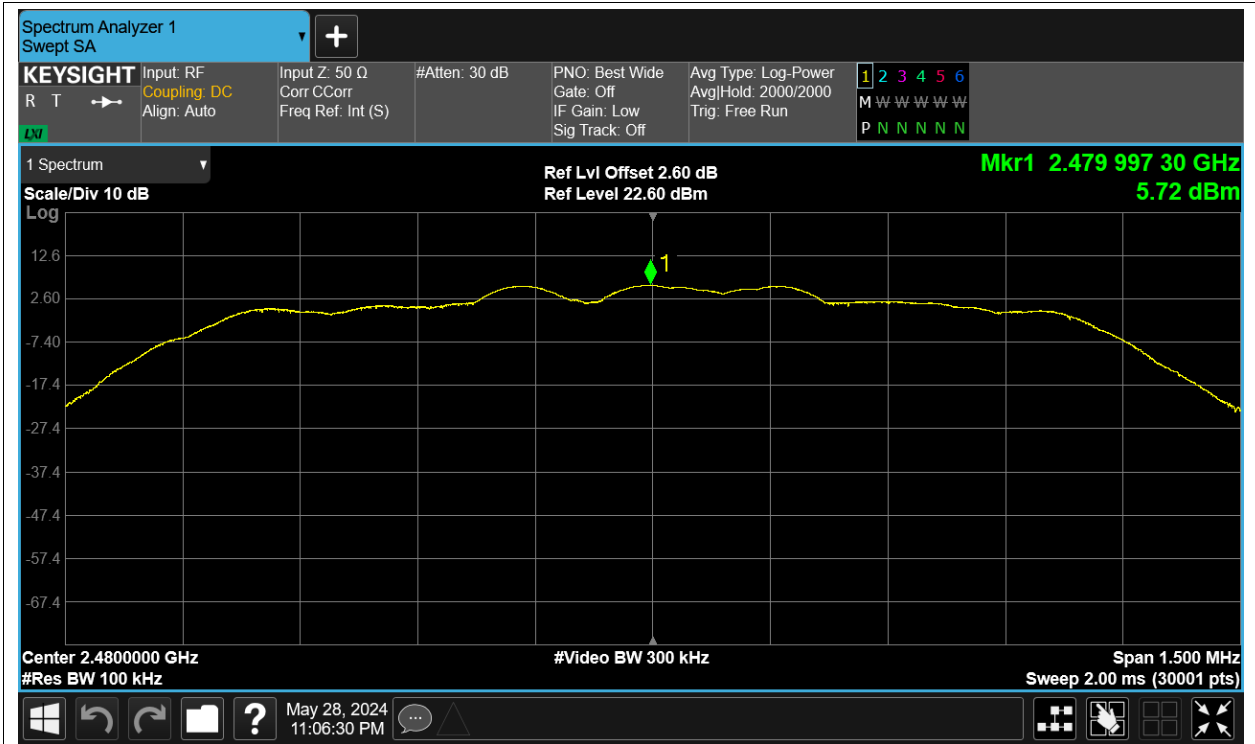 Spectrum Analyzer 1
Swept SA
KEYSIGHT
R T
LXI
Input: RF
Coupling: DC
Align: Auto
Input Z: 50 Ω
Corr CCorr
Freq Ref: Int (S)
#Atten: 30 dB
PNO: Best Wide
Gate: Off
IF Gain: Low
Sig Track: Off
Avg Type: Log-Power
Avg|Hold: 2000/2000
Trig: Free Run
1 2 3 4 5 6
M W W W W W
P N N N N N
1 Spectrum
Scale/Div 10 dB
Log
Ref Lvl Offset 2.60 dB
Ref Level 22.60 dBm
Mkr1 2.479 997 30 GHz
5.72 dBm
1
12.6
2.60
-7.40
-17.4
-27.4
-37.4
-47.4
-57.4
-67.4
Center 2.4800000 GHz
#Res BW 100 kHz
#Video BW 300 kHz
Span 1.500 MHz
Sweep 2.00 ms (30001 pts)
?
May 28, 2024
11:06:30 PM